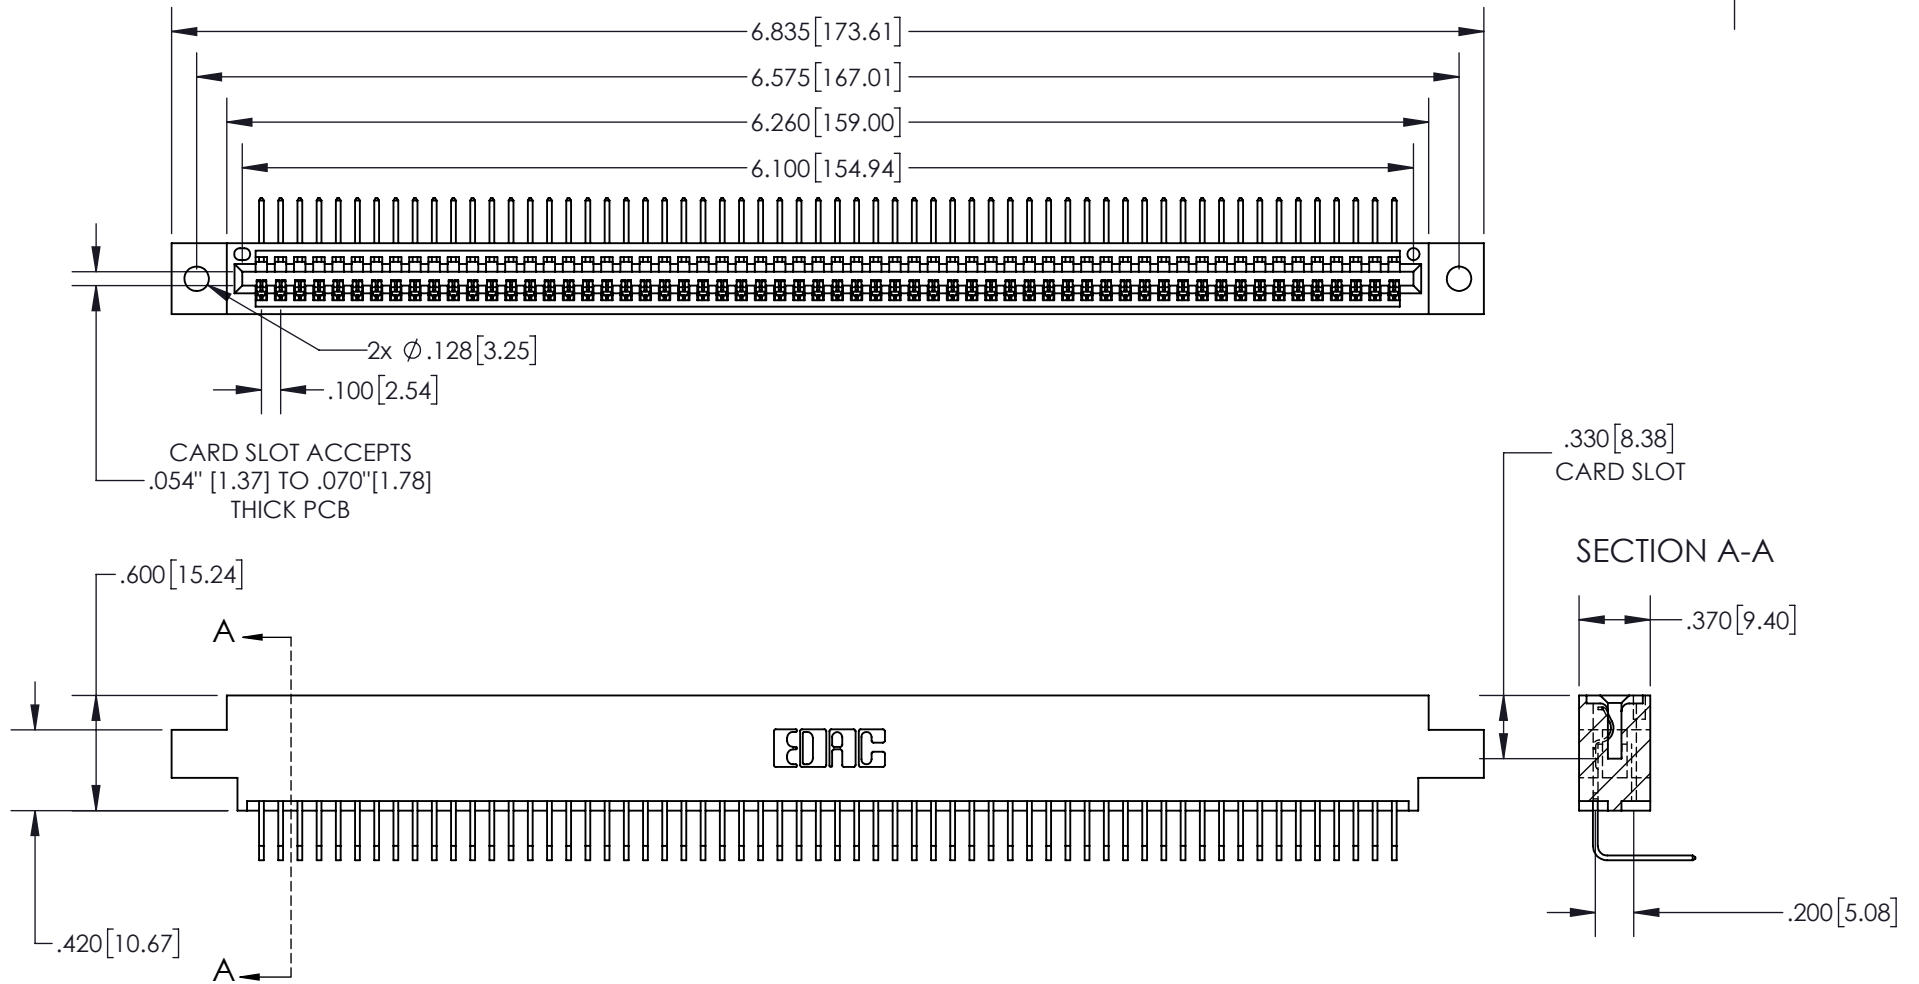 6.835[173.61]
6.575[167.01]
6.260[159.00]
6.100[154.94]
2x Ø.128[3.25]
.100[2.54]
CARD SLOT ACCEPTS
.054" [1.37] TO .070"[1.78]
THICK PCB
.330[8.38]
CARD SLOT
SECTION A-A
.600[15.24]
A
.370[9.40]
EDAC
.200[5.08]
.420[10.67]
A